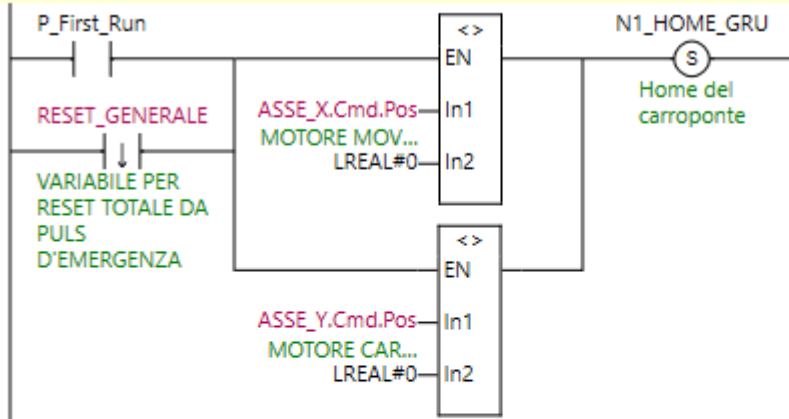 P_First_Run
<>
N1_HOME_GRU
EN
S
Home del
carroponte
RESET_GENERALE
ASSE_X.Cmd.Pos
In1
MOTORE MOV...
LREAL#0
In2
VARIABILE PER
RESET TOTALE DA
PULS
D'EMERGENZA
<>
EN
ASSE_Y.Cmd.Pos
In1
MOTORE CAR...
LREAL#0
In2